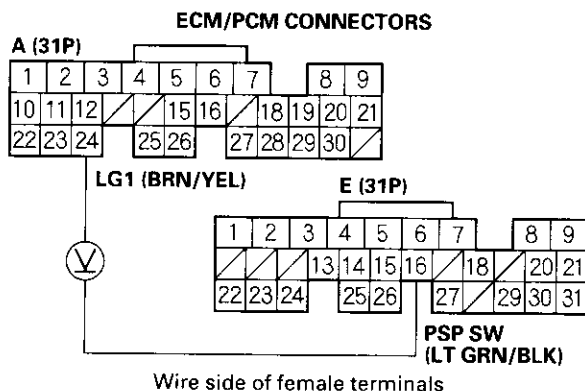 ECM/PCM CONNECTORS
A (31P)
1 2 3 4 5 6 7 8 9
10 11 12 15 16 18 19 20 21
22 23 24 25 26 27 28 29 30
LG1 (BRN/YEL)
E (31P)
1 2 3 4 5 6 7 8 9
13 14 15 16 18 20 21
22 23 24 25 26 27 29 30 31
V
PSP SW
(LT GRN/BLK)
Wire side of female terminals